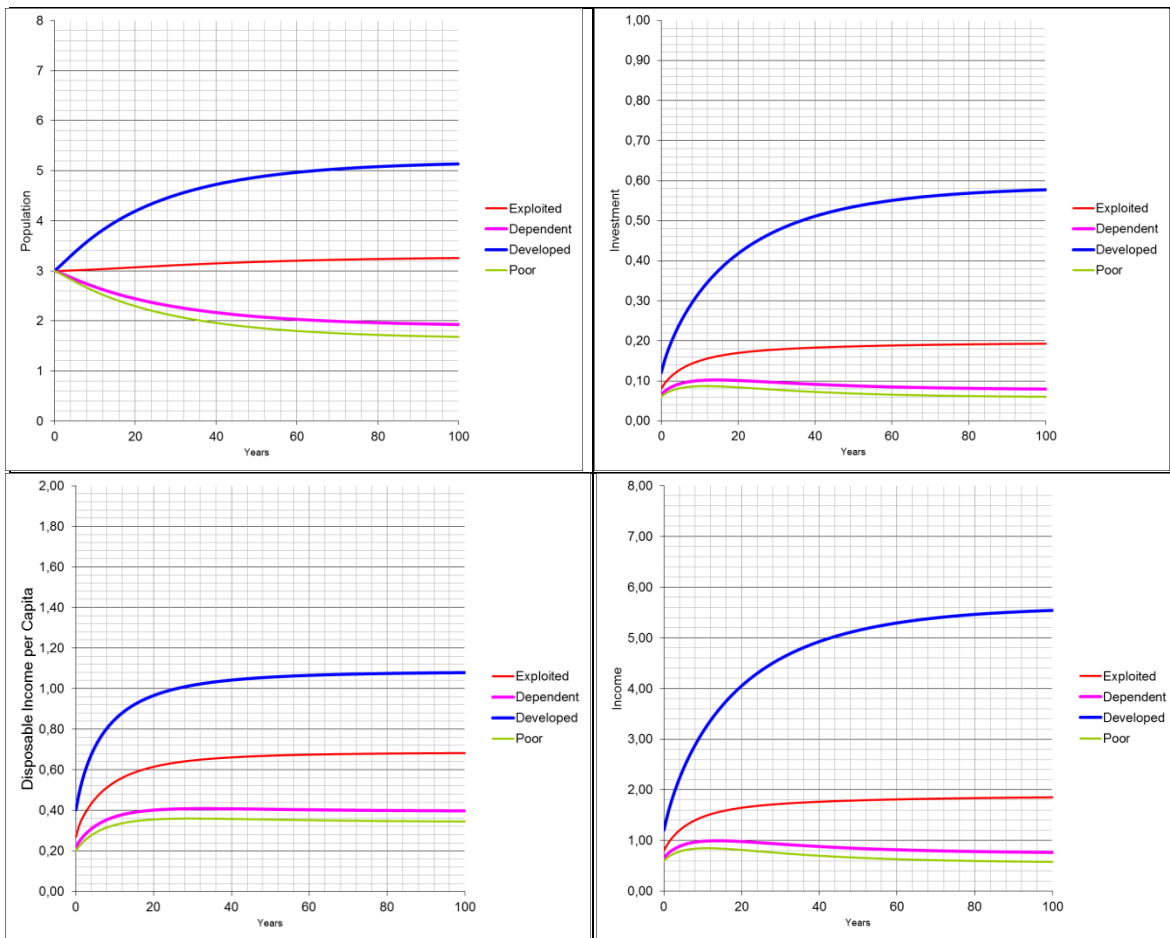 8
7
6
5
4
3
2
1
0
Population
0 20 40 60 80 100
Years
Exploited
Dependent
Developed
Poor
1,00
0,90
0,80
0,70
0,60
0,50
0,40
0,30
0,20
0,10
0,00
Investment
0 20 40 60 80 100
Years
Exploited
Dependent
Developed
Poor
2,00
1,80
1,60
1,40
1,20
1,00
0,80
0,60
0,40
0,20
0,00
Disposable Income per Capita
0 20 40 60 80 100
Years
Exploited
Dependent
Developed
Poor
8,00
7,00
6,00
5,00
4,00
3,00
2,00
1,00
0,00
Income
0 20 40 60 80 100
Years
Exploited
Dependent
Developed
Poor